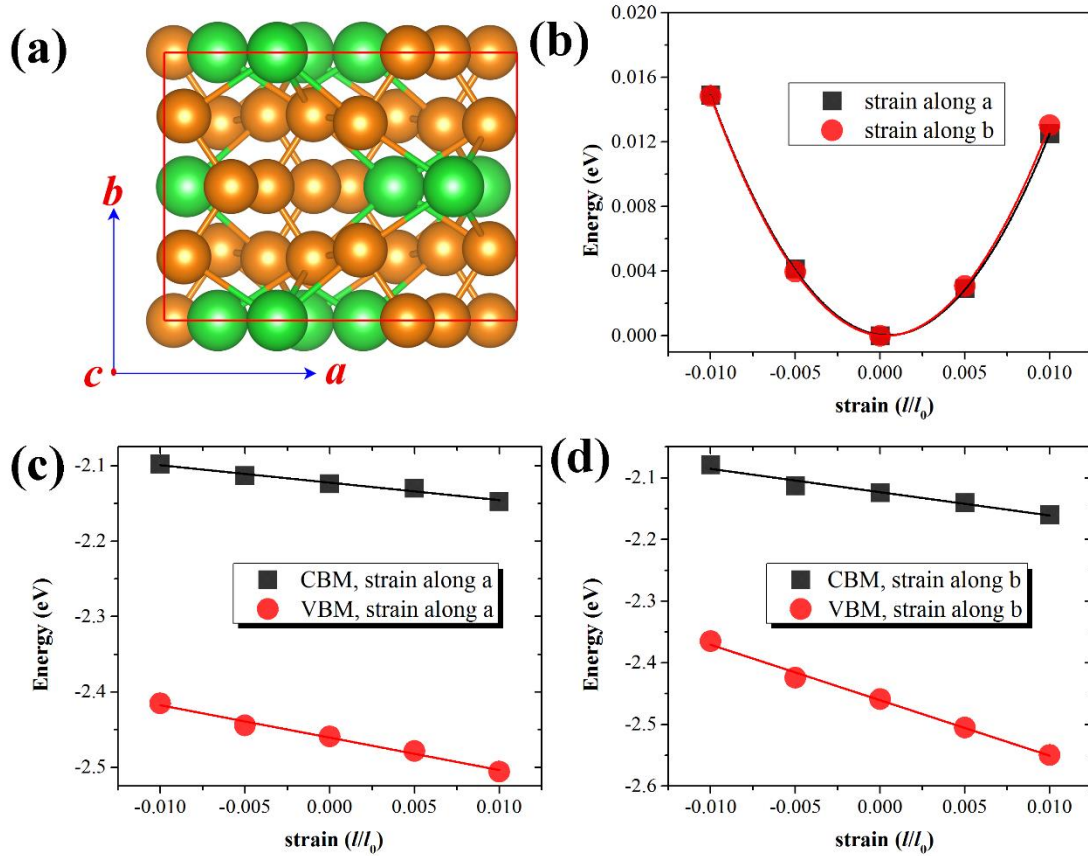 (a)
b
c
a
(b)
0.020
0.016
0.012
0.008
0.004
0.000
Energy (eV)
strain along a
strain along b
-0.010 -0.005 0.000 0.005 0.010
strain (l/l0)
(c)
-2.1
-2.2
-2.3
-2.4
-2.5
Energy (eV)
CBM, strain along a
VBM, strain along a
-0.010 -0.005 0.000 0.005 0.010
strain (l/l0)
(d)
-2.1
-2.2
-2.3
-2.4
-2.5
-2.6
Energy (eV)
CBM, strain along b
VBM, strain along b
-0.010 -0.005 0.000 0.005 0.010
strain (l/l0)